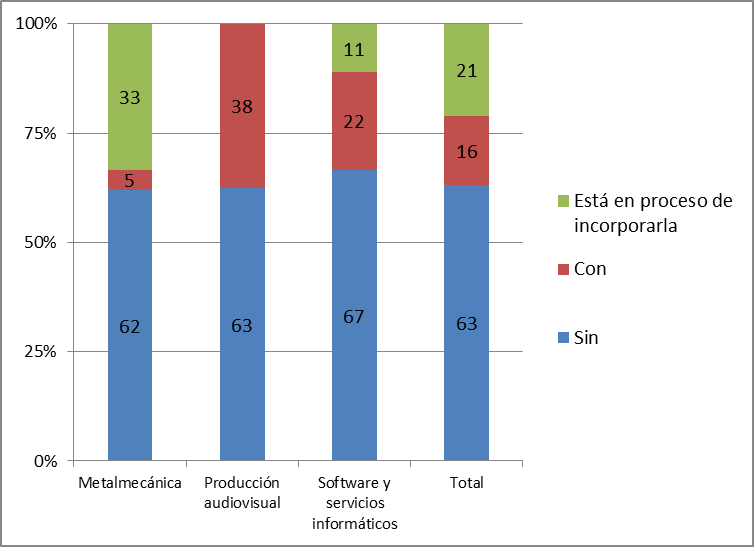 100%
75%
50%
25%
0%
33
5
62
38
63
11
22
67
21
16
63
Metalmecánica
Producción
audiovisual
Software y
servicios
informáticos
Total
Está en proceso de
incorporarla
Con
Sin